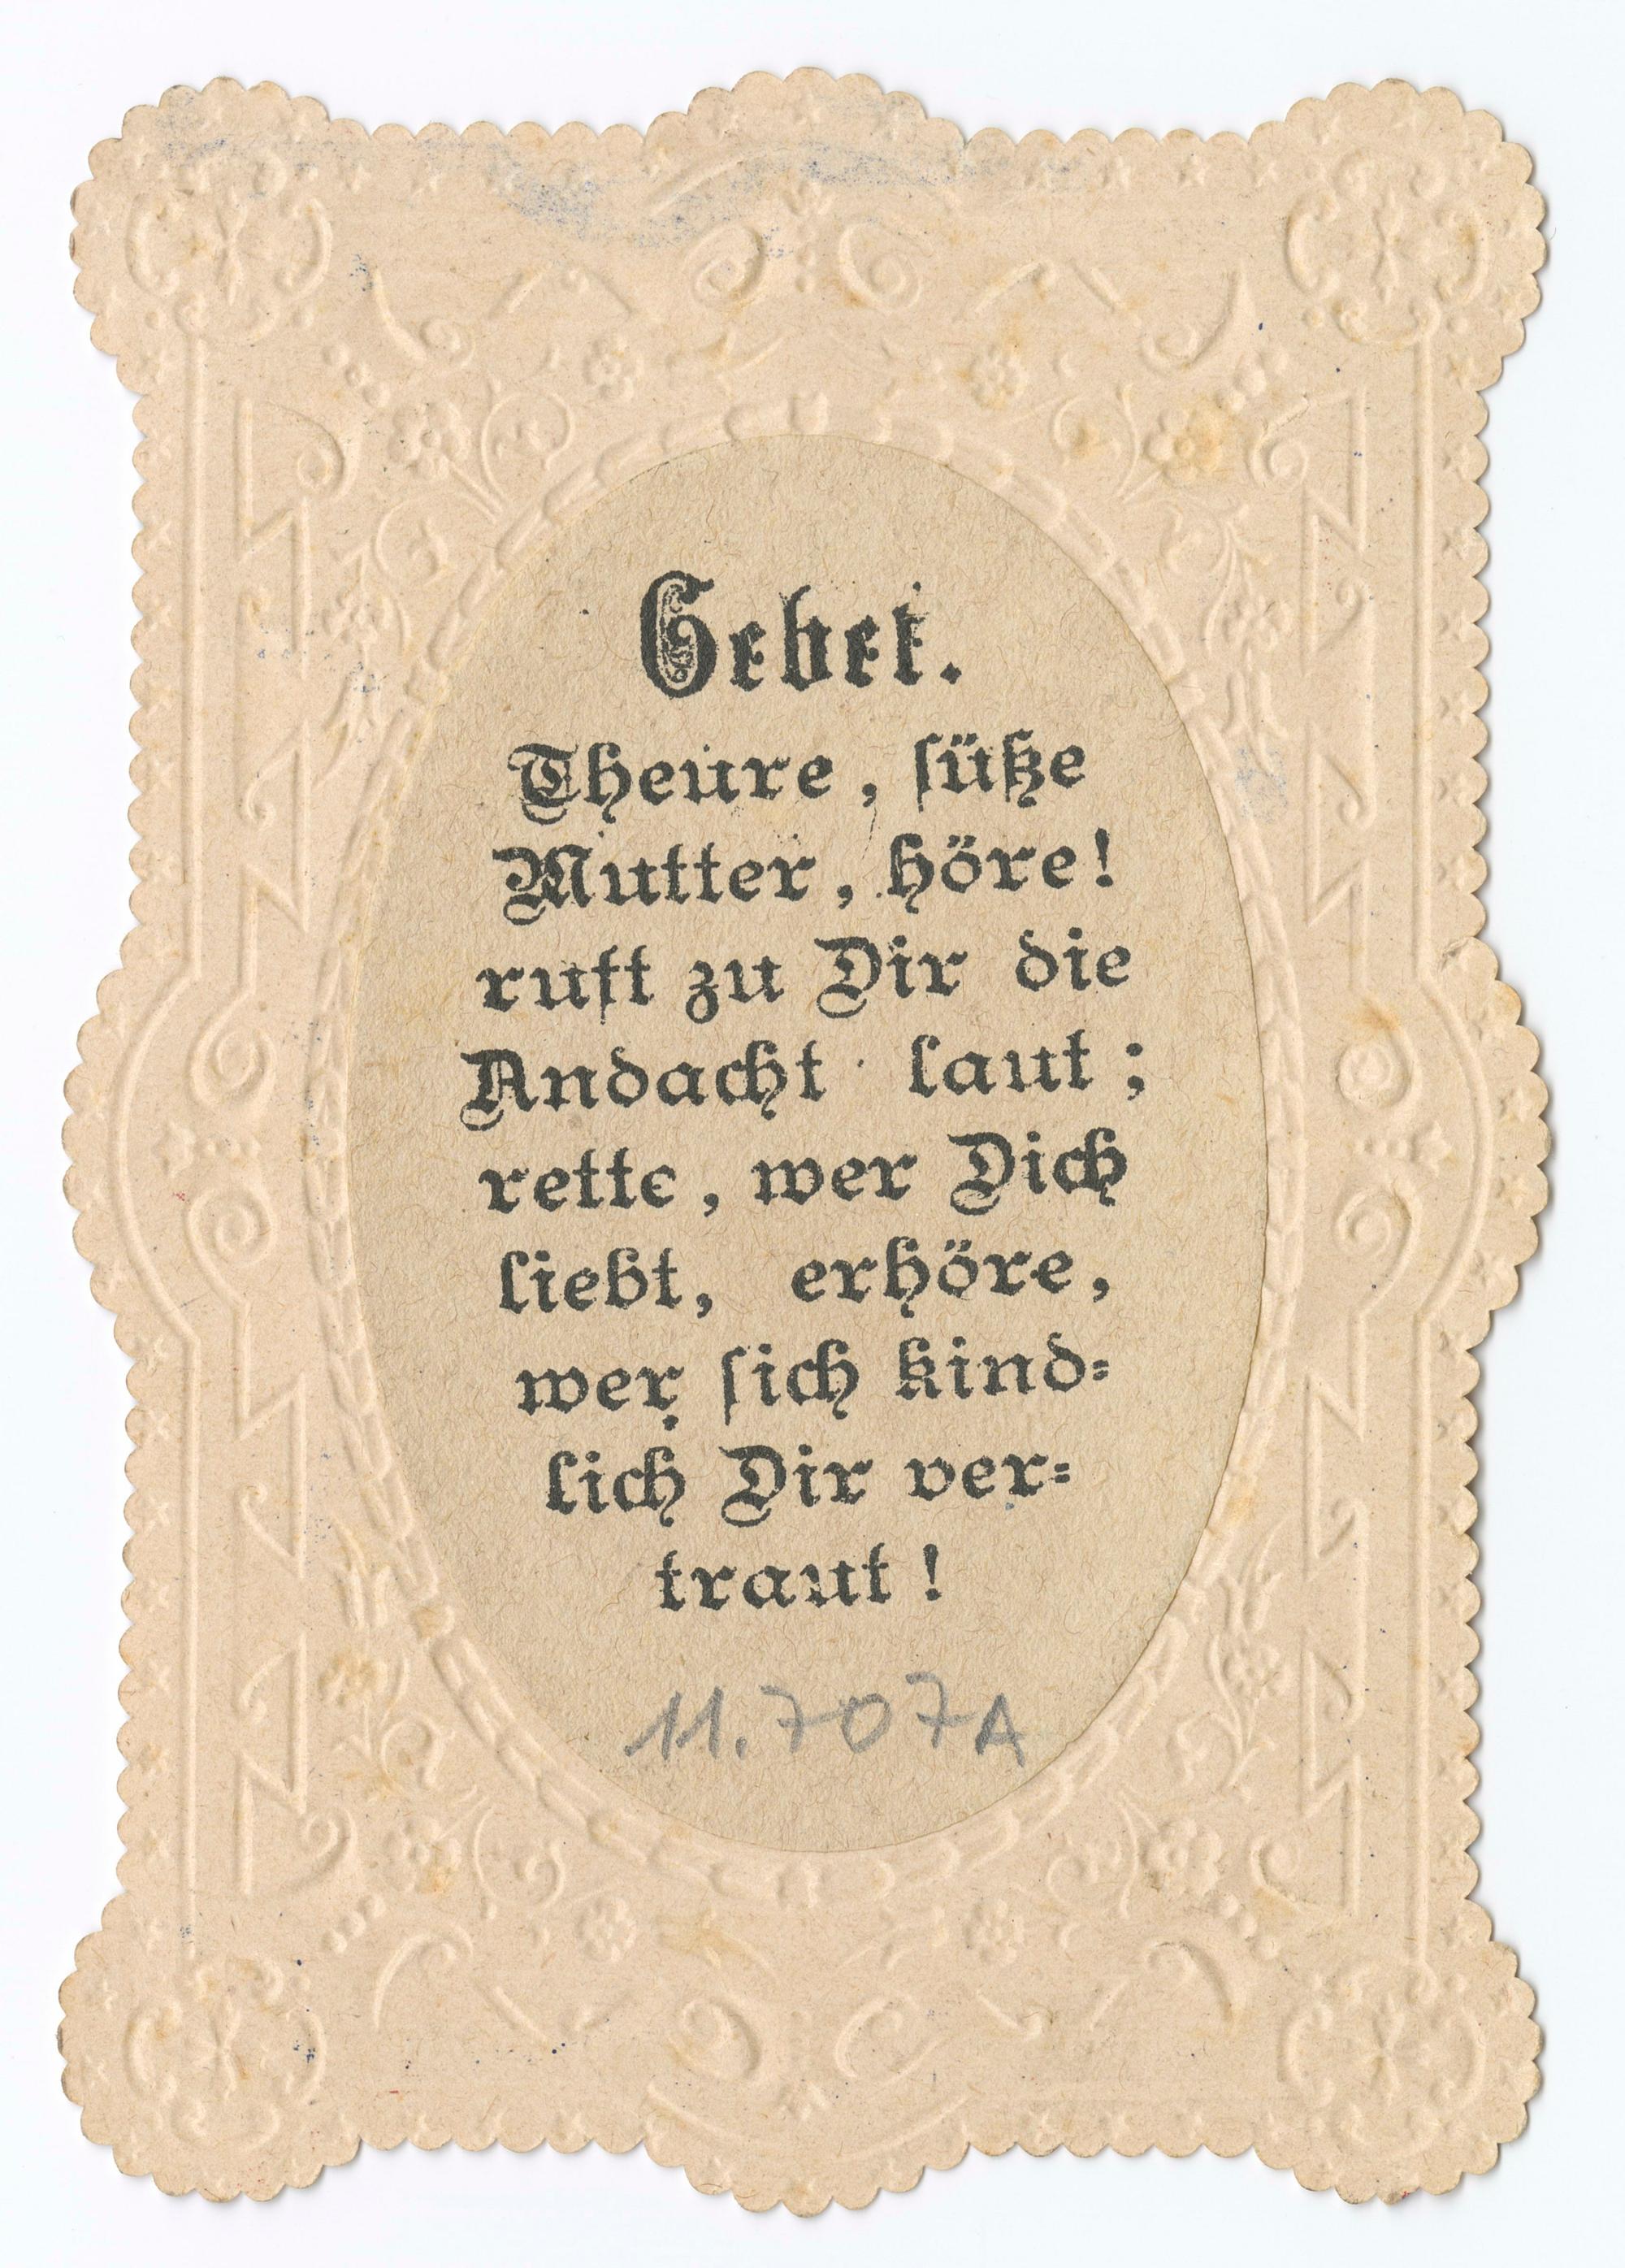 Gebet.
Theure, süße
Mutter, höre!
ruft zu Dir die
Andacht laut;
rette, wer Dich
liebt, erhöre,
wer sich kind=
lich Dir ver=
traut!
11.707A